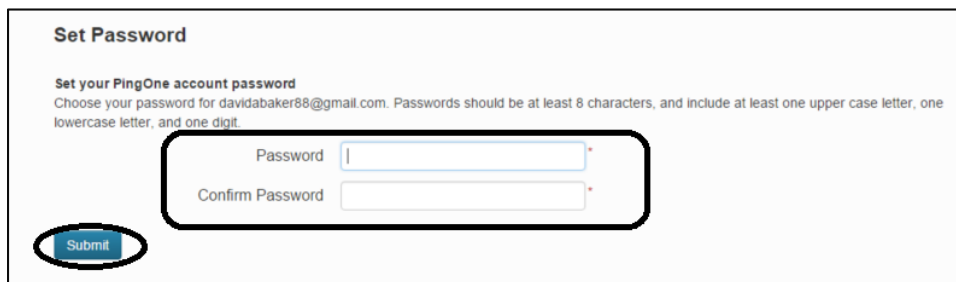 Set Password
Set your PingOne account password
Choose your password for davidabaker88@gmail.com. Passwords should be at least 8 characters, and include at least one upper case letter, one
lowercase letter, and one digit.
Password *
Confirm Password *
Submit